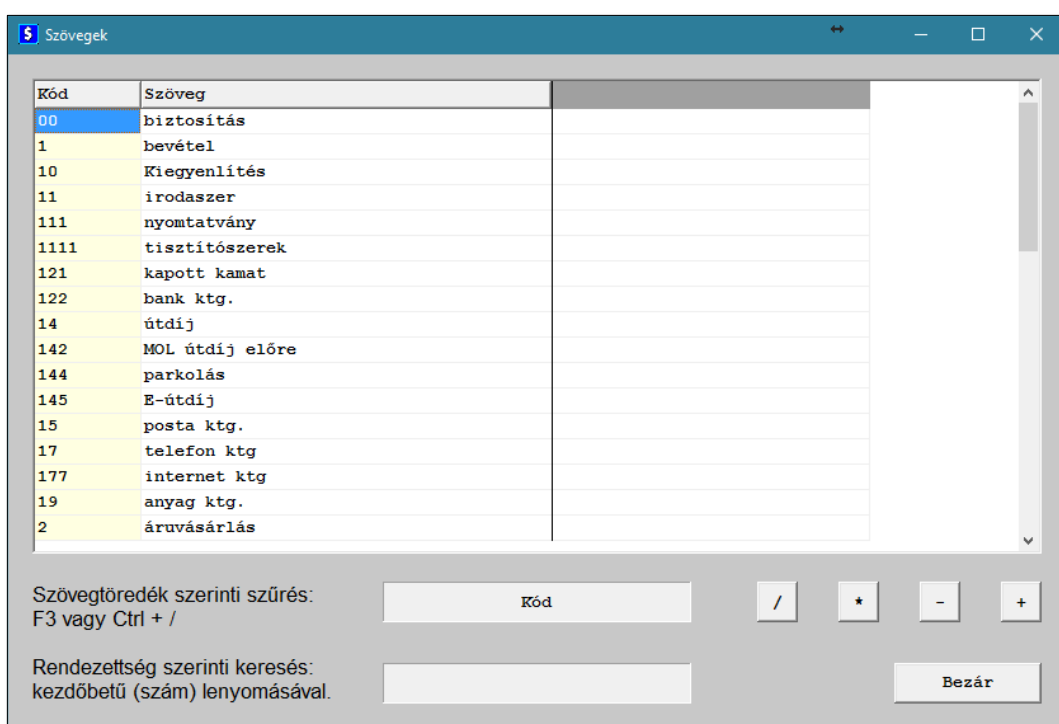 $ Szövegek
Kód Szöveg
00 biztosítás
1 bevétel
10 Kiegyenlítés
11 irodaszer
111 nyomtatvány
1111 tisztítószerek
121 kapott kamat
122 bank ktg.
14 útdíj
142 MOL útdíj előre
144 parkolás
145 E-útdíj
15 posta ktg.
17 telefon ktg
177 internet ktg
19 anyag ktg.
2 áruvásárlás
Szövegtöredék szerinti szűrés:
F3 vagy Ctrl + /
Kód / * - +
Rendezettség szerinti keresés:
kezdőbetű (szám) lenyomásával.
Bezár